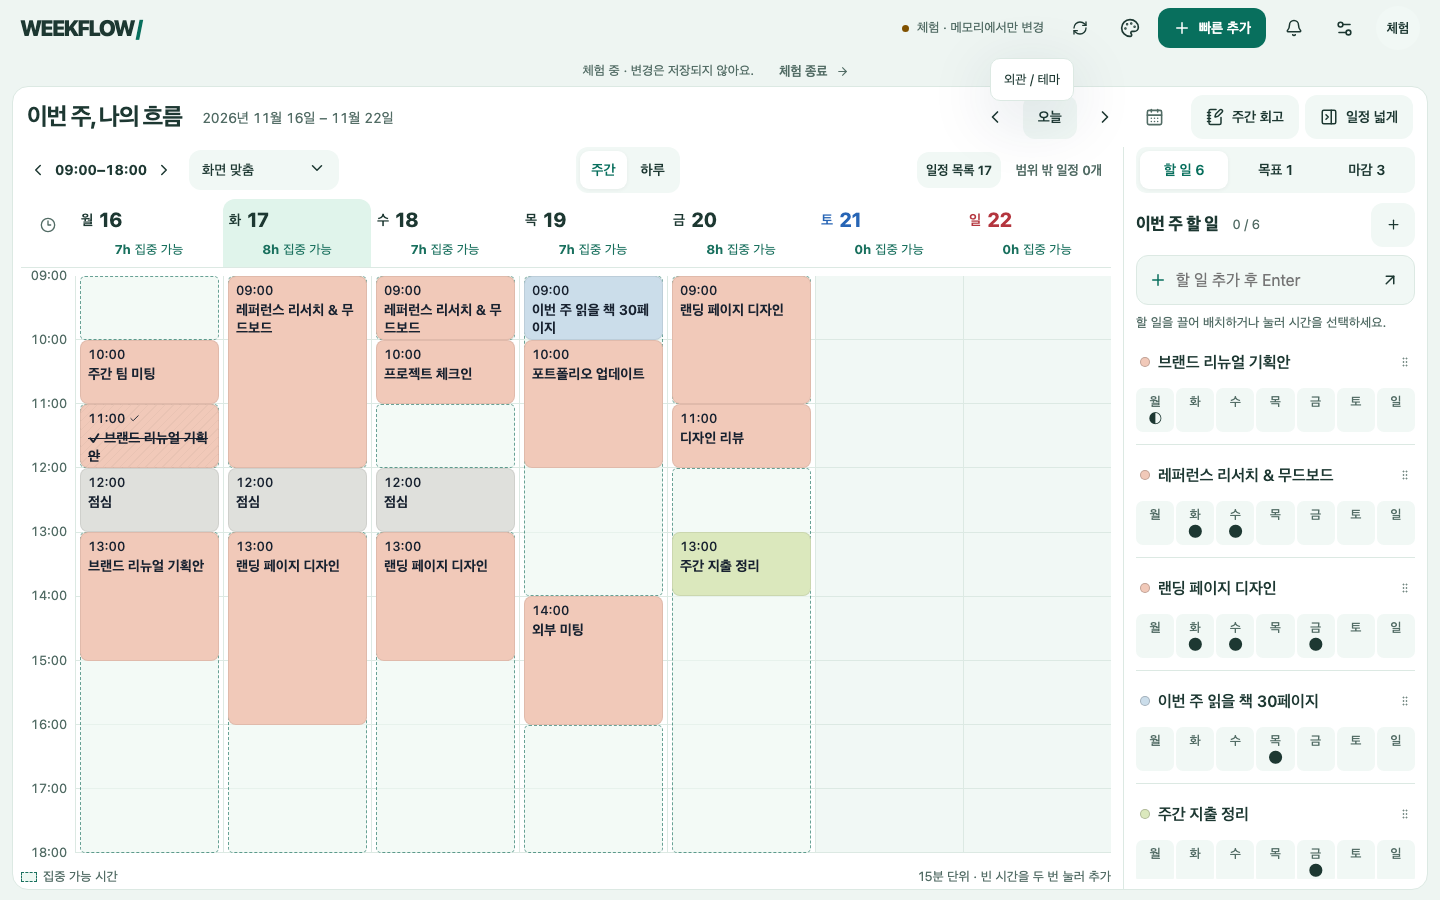 WEEKFLOW/
체험 · 메모리에서만 변경
빠른 추가
체험
체험 중 · 변경은 저장되지 않아요.
체험 종료 →
외관 / 테마
이번 주, 나의 흐름
2026년 11월 16일 – 11월 22일
오늘
주간 회고
일정 넓게
09:00–18:00
화면 맞춤
주간
하루
일정 목록 17
범위 밖 일정 0개
할 일 6
목표 1
마감 3
월 16
화 17
수 18
목 19
금 20
토 21
일 22
7h 집중 가능
8h 집중 가능
7h 집중 가능
7h 집중 가능
8h 집중 가능
0h 집중 가능
0h 집중 가능
09:00
10:00
11:00
12:00
13:00
14:00
15:00
16:00
17:00
18:00
10:00
주간 팀 미팅
11:00 ✓
✓ 브랜드 리뉴얼 기획
안
12:00
점심
13:00
브랜드 리뉴얼 기획안
09:00
레퍼런스 리서치 & 무
드보드
12:00
점심
13:00
랜딩 페이지 디자인
09:00
레퍼런스 리서치 & 무
드보드
10:00
프로젝트 체크인
12:00
점심
13:00
랜딩 페이지 디자인
09:00
이번 주 읽을 책 30페
이지
10:00
포트폴리오 업데이트
14:00
외부 미팅
09:00
랜딩 페이지 디자인
11:00
디자인 리뷰
13:00
주간 지출 정리
집중 가능 시간
15분 단위 · 빈 시간을 두 번 눌러 추가
이번 주 할 일
0 / 6
+
+ 할 일 추가 후 Enter
할 일을 끌어 배치하거나 눌러 시간을 선택하세요.
브랜드 리뉴얼 기획안
월 화 수 목 금 토 일
레퍼런스 리서치 & 무드보드
월 화 수 목 금 토 일
랜딩 페이지 디자인
월 화 수 목 금 토 일
이번 주 읽을 책 30페이지
월 화 수 목 금 토 일
주간 지출 정리
월 화 수 목 금 토 일